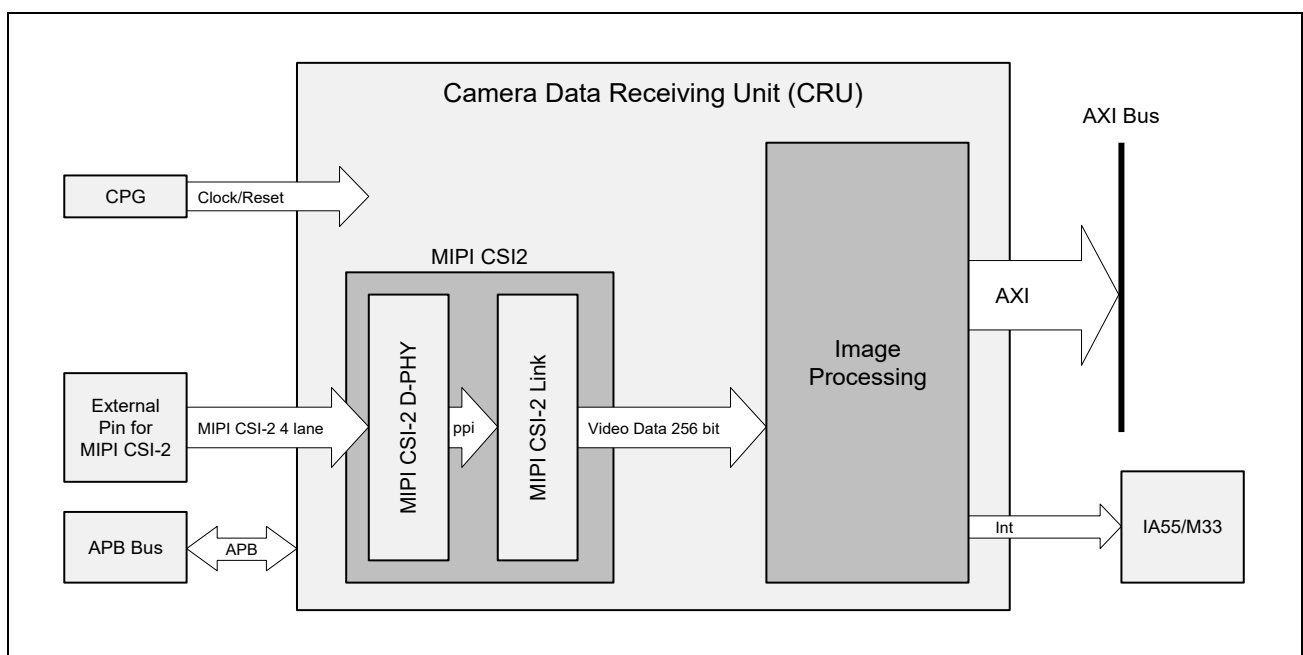 Camera Data Receiving Unit (CRU)
AXI Bus
CPG
Clock/Reset
MIPI CSI2
AXI
MIPI CSI-2 D-PHY
MIPI CSI-2 Link
Image
Processing
External
Pin for
MIPI CSI-2
MIPI CSI-2 4 lane
ppi
Video Data 256 bit
APB Bus
APB
Int
IA55/M33